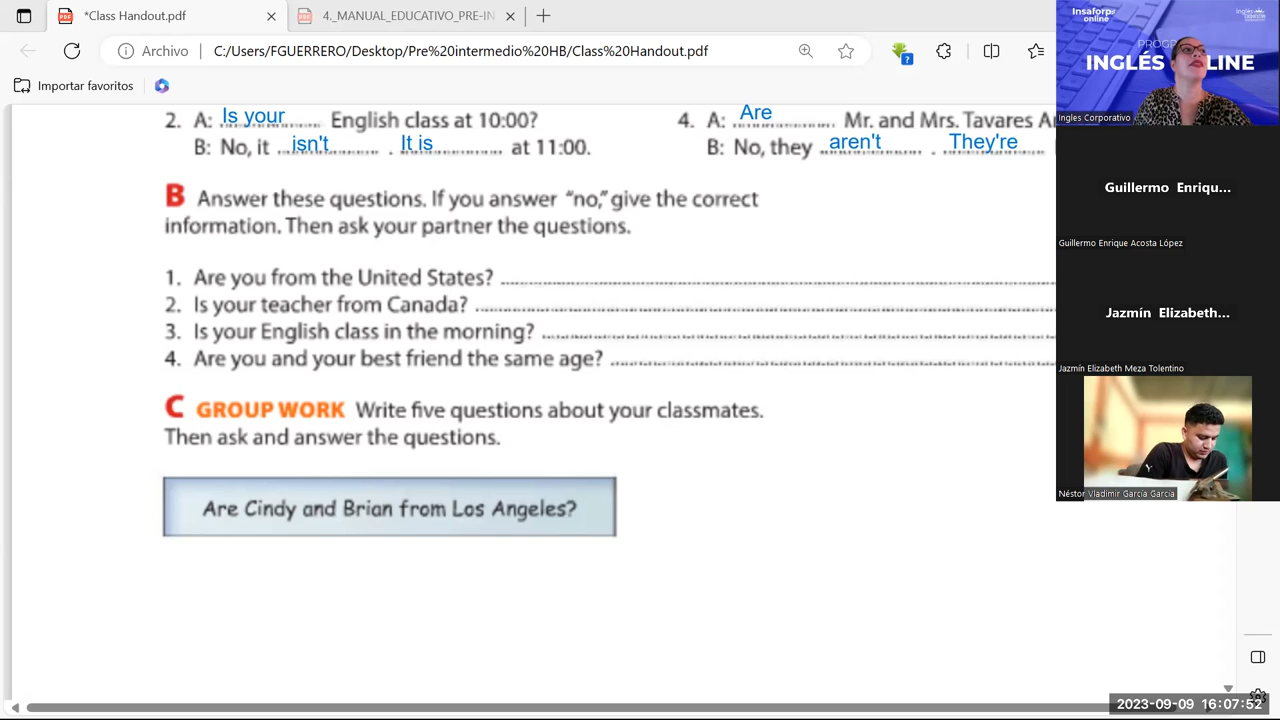 *Class Handout.pdf
4._MANUAL_EDUCATIVO_PRE-IN
Archivo
C:/Users/FGUERRERO/Desktop/Pre%20Intermedio%20HB/Class%20Handout.pdf
Importar favoritos
2. A: Is your English class at 10:00?
B: No, it isn't . It is at 11:00.
4. A: Are Mr. and Mrs. Tavares
B: No, they aren't . They're
B Answer these questions. If you answer "no," give the correct
information. Then ask your partner the questions.
1. Are you from the United States?
2. Is your teacher from Canada?
3. Is your English class in the morning?
4. Are you and your best friend the same age?
C GROUP WORK Write five questions about your classmates.
Then ask and answer the questions.
Are Cindy and Brian from Los Angeles?
Insaforp
online
INGLÉS LINE
Ingles Corporativo
Guillermo Enriqu...
Guillermo Enrique Acosta López
Jazmín Elizabeth...
Jazmín Elizabeth Meza Tolentino
Néstor Vladimir García García
2023-09-09 16:07:52